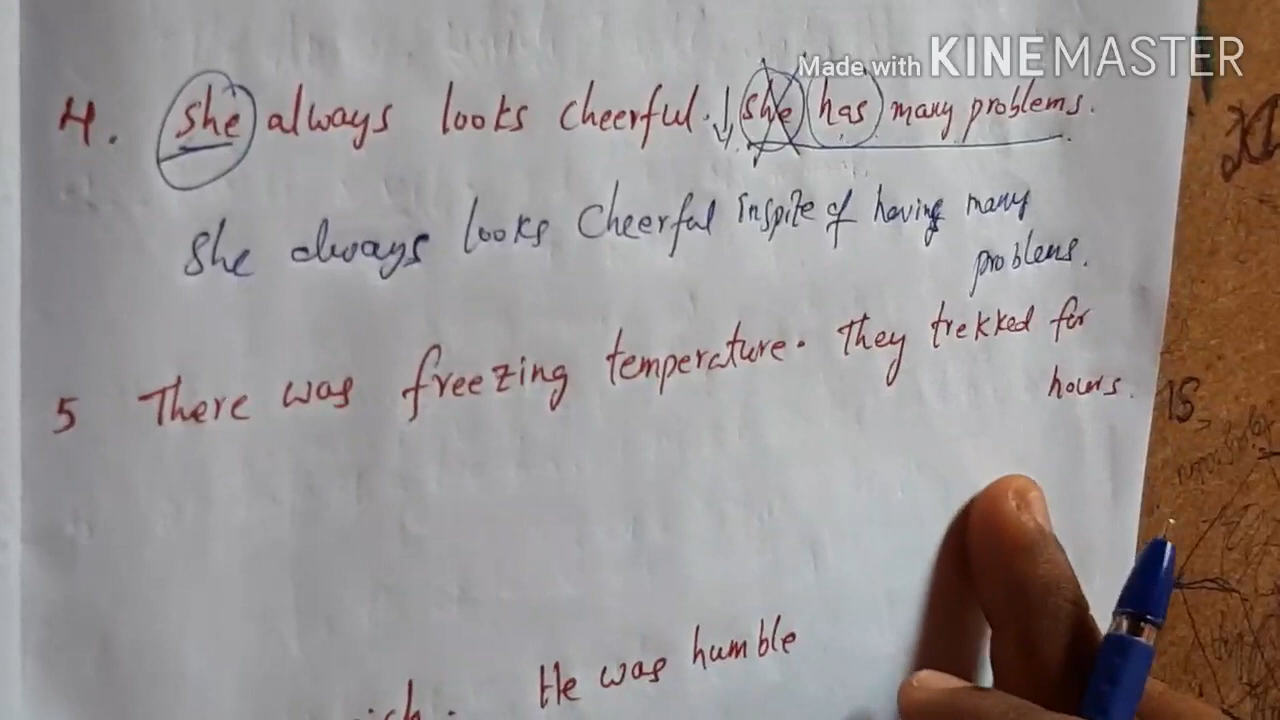 Made with KINEMASTER
4. she always looks cheerful. she has many problems.
She always looks Cheerful inspite of having many
problems.
5 There was freezing temperature. They trekked for
hours.
He was humble
15